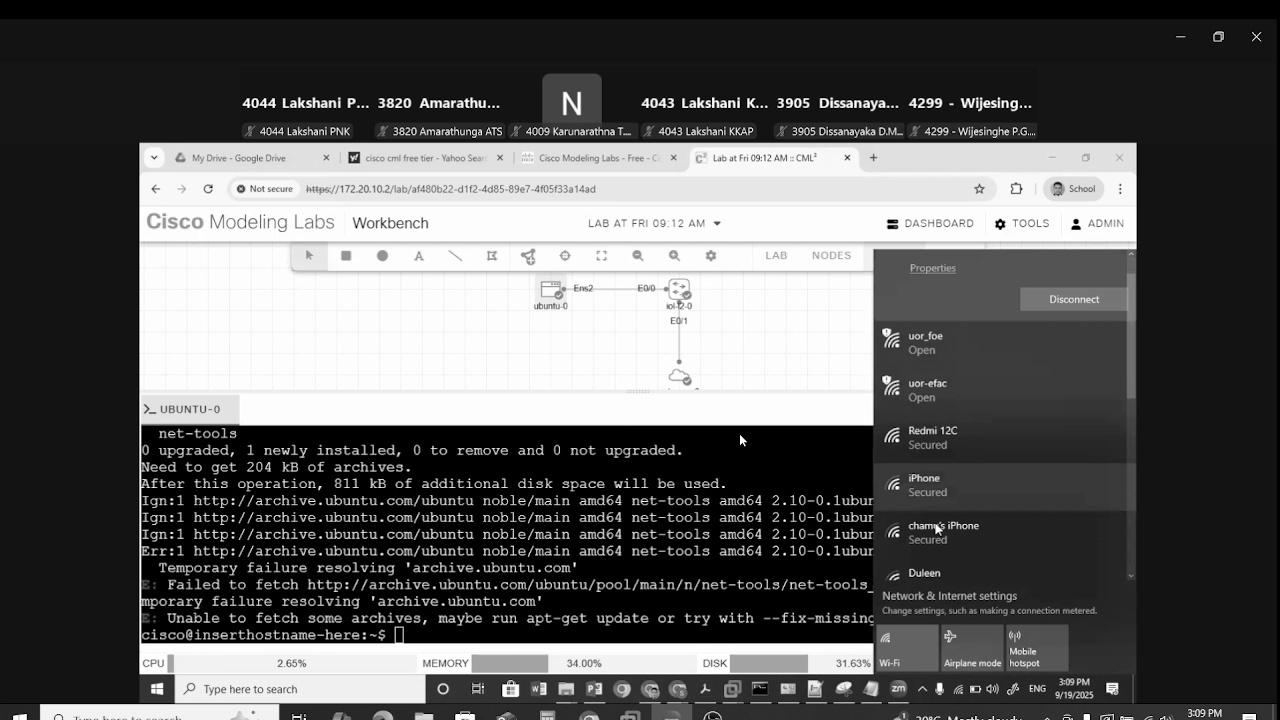 4044 Lakshani P... 3820 Amarathu... N 4043 Lakshani K... 3905 Dissanaya... 4299 - Wijesing...
4044 Lakshani PNK 3820 Amarathunga ATS 4009 Karunarathna T... 4043 Lakshani KKAP 3905 Dissanayaka D.M... 4299 - Wijesinghe P.G....
My Drive - Google Drive cisco cml free tier - Yahoo Sear Cisco Modeling Labs - Free - C Lab at Fri 09:12 AM :: CML²
Not secure https://172.20.10.2/lab/af480b22-d1f2-4d85-89e7-4f05f33a14ad School
Cisco Modeling Labs Workbench LAB AT FRI 09:12 AM DASHBOARD TOOLS ADMIN
A LAB NODES
Ens2 E0/0
ubuntu-0 iol-l2-0
E0/1
Properties
Disconnect
uor_foe
Open
uor-efac
Open
Redmi 12C
Secured
iPhone
Secured
chamu's iPhone
Secured
Duleen
Network & Internet settings
Change settings, such as making a connection metered.
Wi-Fi Airplane mode Mobile hotspot
>_ UBUNTU-0
net-tools
0 upgraded, 1 newly installed, 0 to remove and 0 not upgraded.
Need to get 204 kB of archives.
After this operation, 811 kB of additional disk space will be used.
Ign:1 http://archive.ubuntu.com/ubuntu noble/main amd64 net-tools amd64 2.10-0.1ubun
Ign:1 http://archive.ubuntu.com/ubuntu noble/main amd64 net-tools amd64 2.10-0.1ubun
Ign:1 http://archive.ubuntu.com/ubuntu noble/main amd64 net-tools amd64 2.10-0.1ubun
Err:1 http://archive.ubuntu.com/ubuntu noble/main amd64 net-tools amd64 2.10-0.1ubun
Temporary failure resolving 'archive.ubuntu.com'
E: Failed to fetch http://archive.ubuntu.com/ubuntu/pool/main/n/net-tools/net-tools_
mporary failure resolving 'archive.ubuntu.com'
E: Unable to fetch some archives, maybe run apt-get update or try with --fix-missing
cisco@inserthostname-here:~$
CPU 2.65% MEMORY 34.00% DISK 31.63%
Type here to search ENG 3:09 PM
9/19/2025
Type here to search Mostly cloudy 3:09 PM